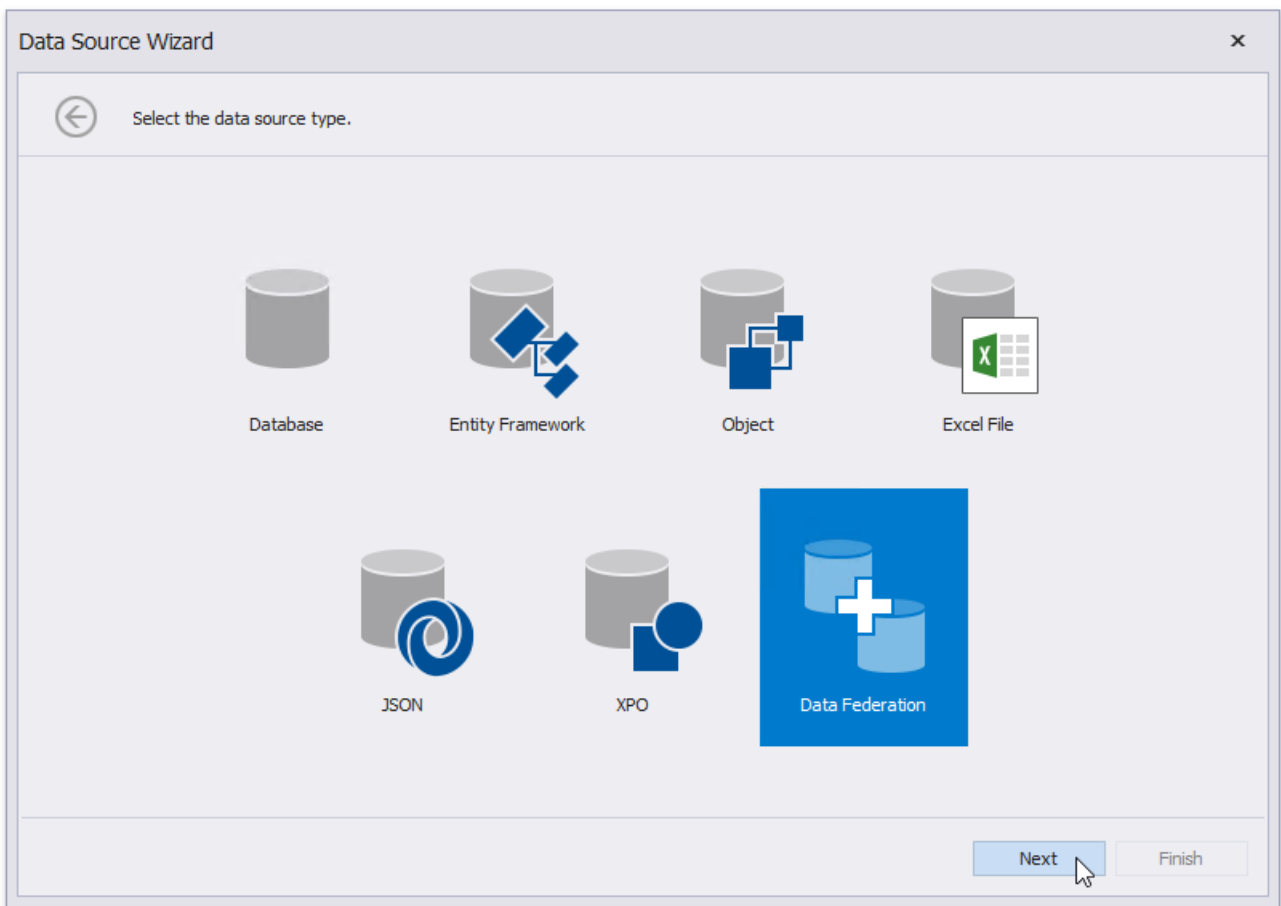 Data Source Wizard
Select the data source type.
Database
Entity Framework
Object
Excel File
X
JSON
XPO
Data Federation
Next
Finish